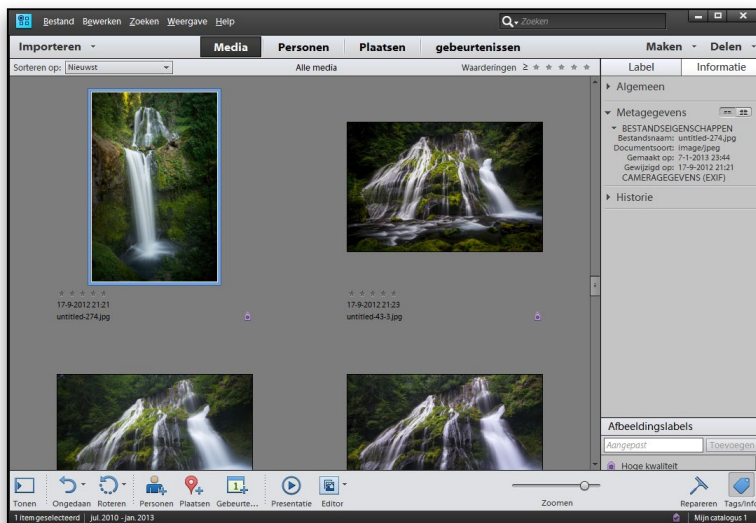 Bestand Bewerken Zoeken Weergave Help
Zoeken
Importeren Media Personen Plaatsen gebeurtenissen Maken Delen
Sorteren op: Nieuwst Alle media Waarderingen ≥
Label Informatie
Algemeen
Metagegevens
BESTANDSEIGENSCHAPPEN
Bestandsnaam: untitled-274.jpg
Documentsoort: image/jpeg
Gemaakt op: 7-1-2013 23:44
Gewijzigd op: 17-9-2012 21:21
CAMERAGEGEVENS (EXIF)
Historie
17-9-2012 21:21
untitled-274.jpg
17-9-2012 21:23
untitled-43-3.jpg
Afbeeldingslabels
Aangepast Toevoegen
Hoge kwaliteit
Tonen Ongedaan Roteren Personen Plaatsen Gebeurte... Presentatie Editor Zoomen Repareren Tags/Info
1 item geselecteerd jul. 2010 - jan. 2013 Mijn catalogus 1